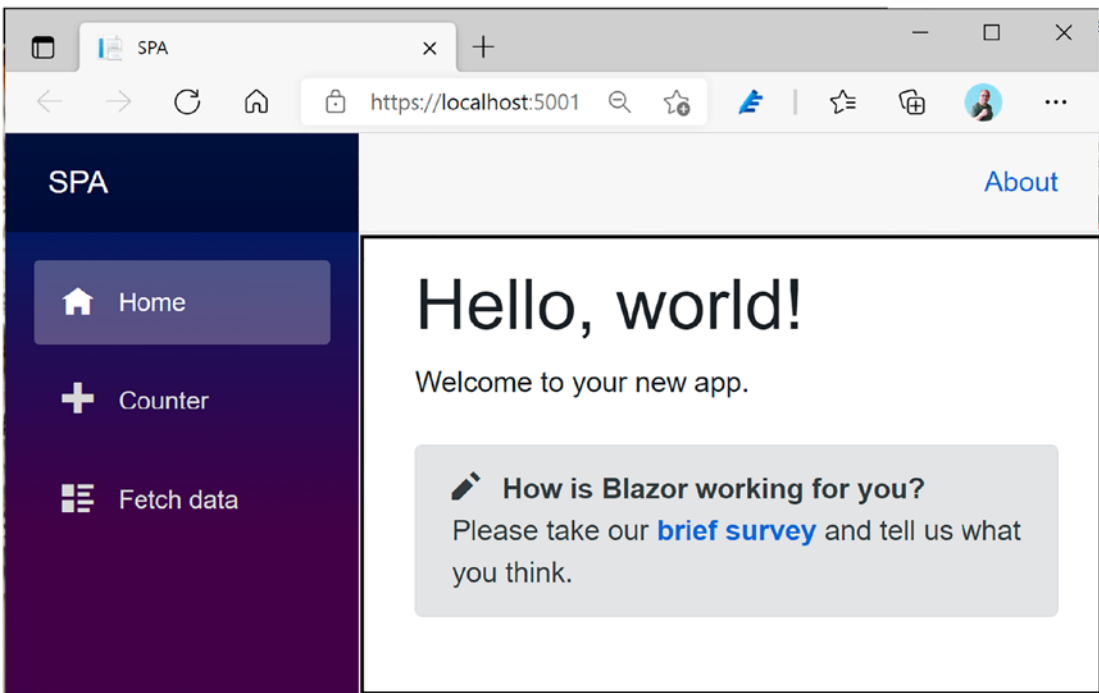 SPA
https://localhost:5001
SPA
About
Home
Counter
Fetch data
Hello, world!
Welcome to your new app.
How is Blazor working for you?
Please take our brief survey and tell us what
you think.